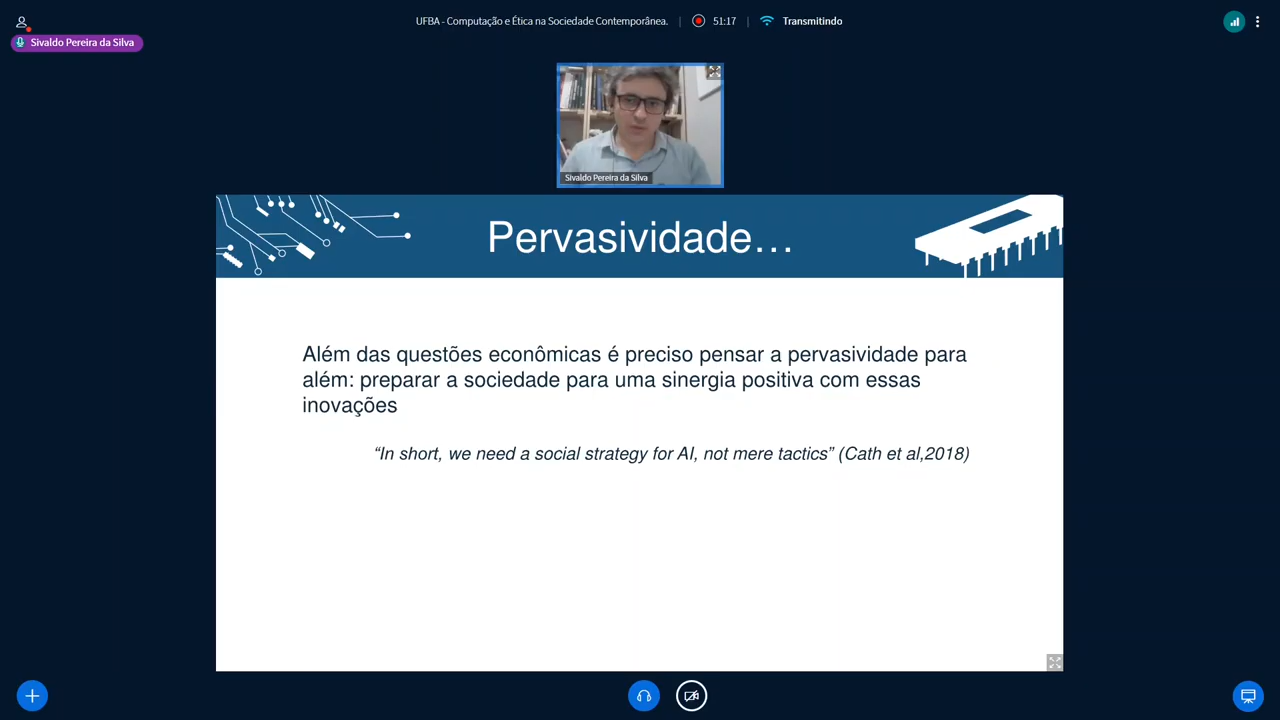 UFBA - Computação e Ética na Sociedade Contemporânea.
51:17
Transmitindo
Sivaldo Pereira da Silva
Sivaldo Pereira da Silva
Pervasividade…
Além das questões econômicas é preciso pensar a pervasividade para
além: preparar a sociedade para uma sinergia positiva com essas
inovações
“In short, we need a social strategy for AI, not mere tactics” (Cath et al,2018)